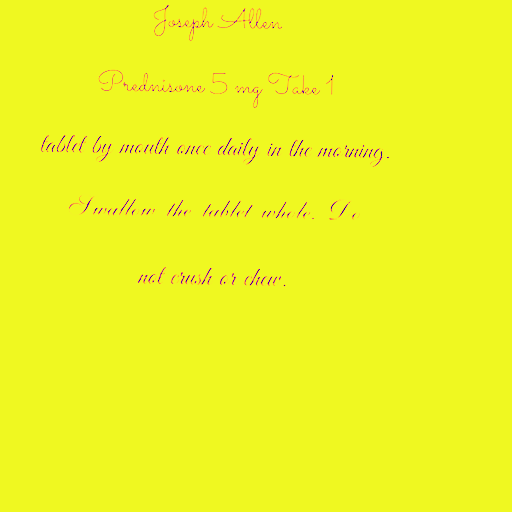 Joseph Allen
Prednisone 5 mg Take 1
tablet by mouth once daily in the morning.
Swallow the tablet whole. Do
not crush or chew.